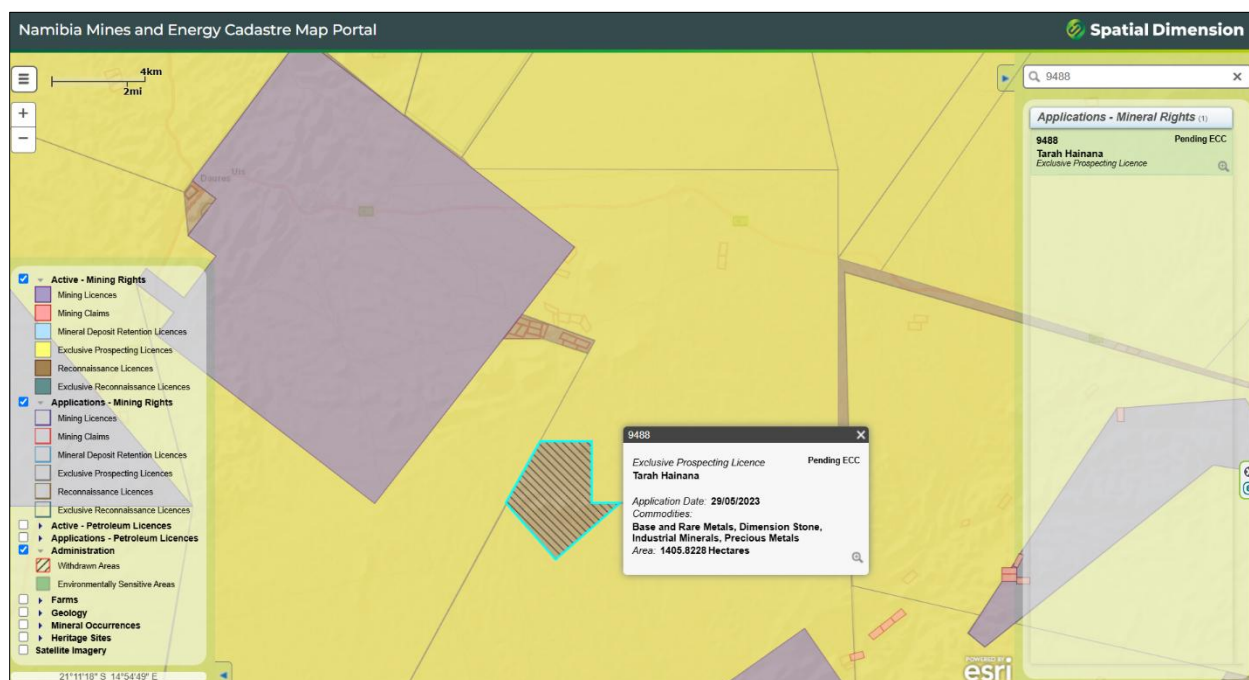 Namibia Mines and Energy Cadastre Map Portal
Spatial Dimension
4km
2mi
+
−
9488
Applications - Mineral Rights (1)
9488 Pending ECC
Tarah Hainana
Exclusive Prospecting Licence
Uis
Active - Mining Rights
Mining Licences
Mining Claims
Mineral Deposit Retention Licences
Exclusive Prospecting Licences
Reconnaissance Licences
Exclusive Reconnaissance Licences
Applications - Mining Rights
Mining Licences
Mining Claims
Mineral Deposit Retention Licences
Exclusive Prospecting Licences
Reconnaissance Licences
Exclusive Reconnaissance Licences
Active - Petroleum Licences
Applications - Petroleum Licences
Administration
Withdrawn Areas
Environmentally Sensitive Areas
Farms
Geology
Mineral Occurrences
Heritage Sites
Satellite Imagery
21°11'18" S 14°54'49" E
9488
Exclusive Prospecting Licence Pending ECC
Tarah Hainana
Application Date: 29/05/2023
Commodities:
Base and Rare Metals, Dimension Stone,
Industrial Minerals, Precious Metals
Area: 1405.8228 Hectares
POWERED BY
esri